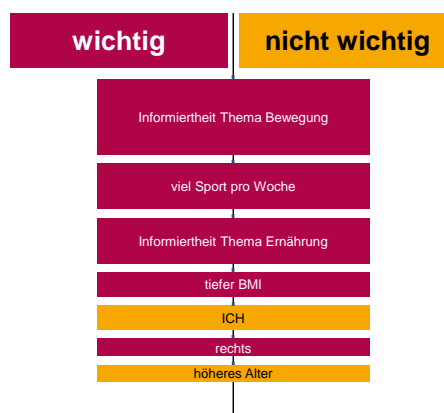 wichtig
nicht wichtig
Informiertheit Thema Bewegung
viel Sport pro Woche
Informiertheit Thema Ernährung
tiefer BMI
ICH
rechts
höheres Alter